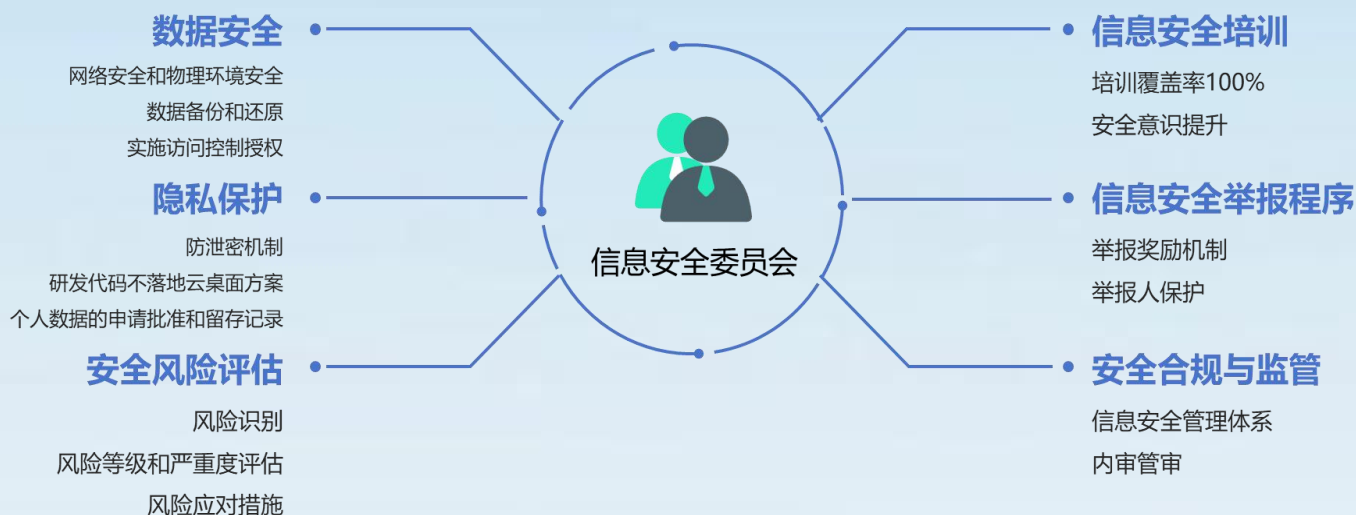 数据安全
网络安全和物理环境安全
数据备份和还原
实施访问控制授权
隐私保护
防泄密机制
研发代码不落地云桌面方案
个人数据的申请批准和留存记录
安全风险评估
风险识别
风险等级和严重度评估
风险应对措施
信息安全委员会
信息安全培训
培训覆盖率100%
安全意识提升
信息安全举报程序
举报奖励机制
举报人保护
安全合规与监管
信息安全管理体系
内审管审